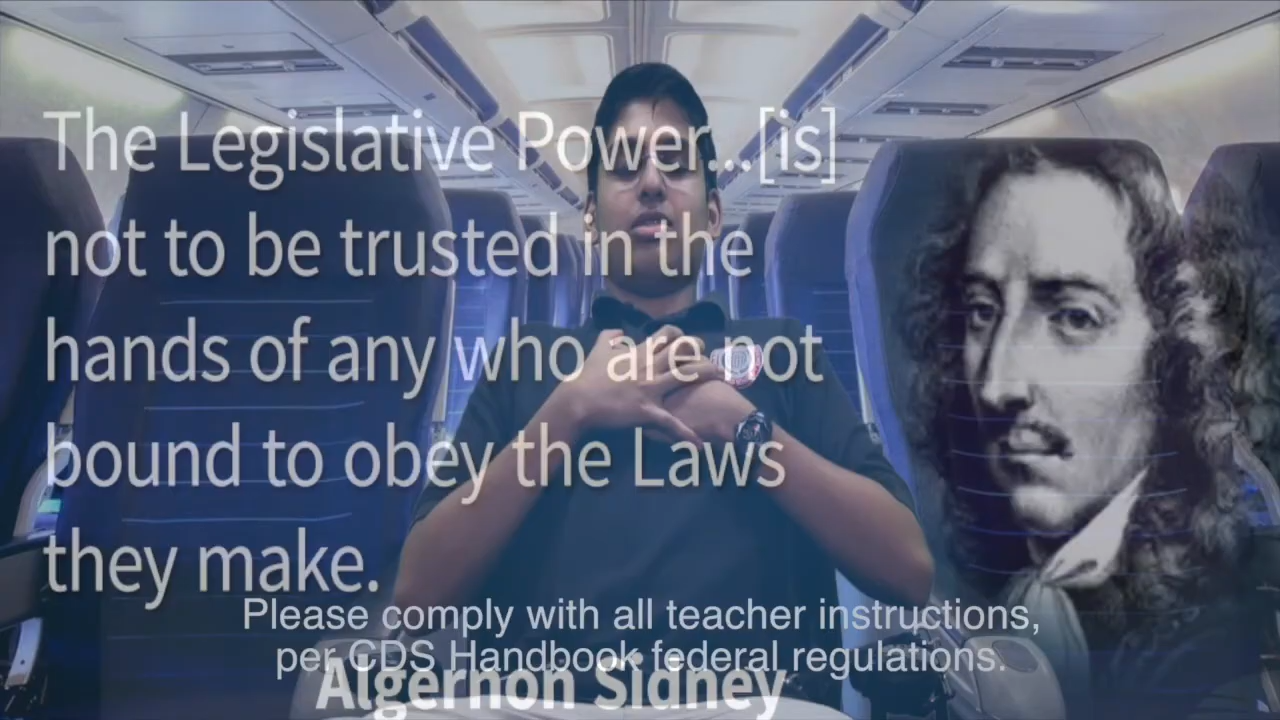 The Legislative Power...[is]
not to be trusted in the
hands of any who are not
bound to obey the Laws
they make.
Please comply with all teacher instructions,
per CDS Handbook federal regulations.
Algernon Sidney